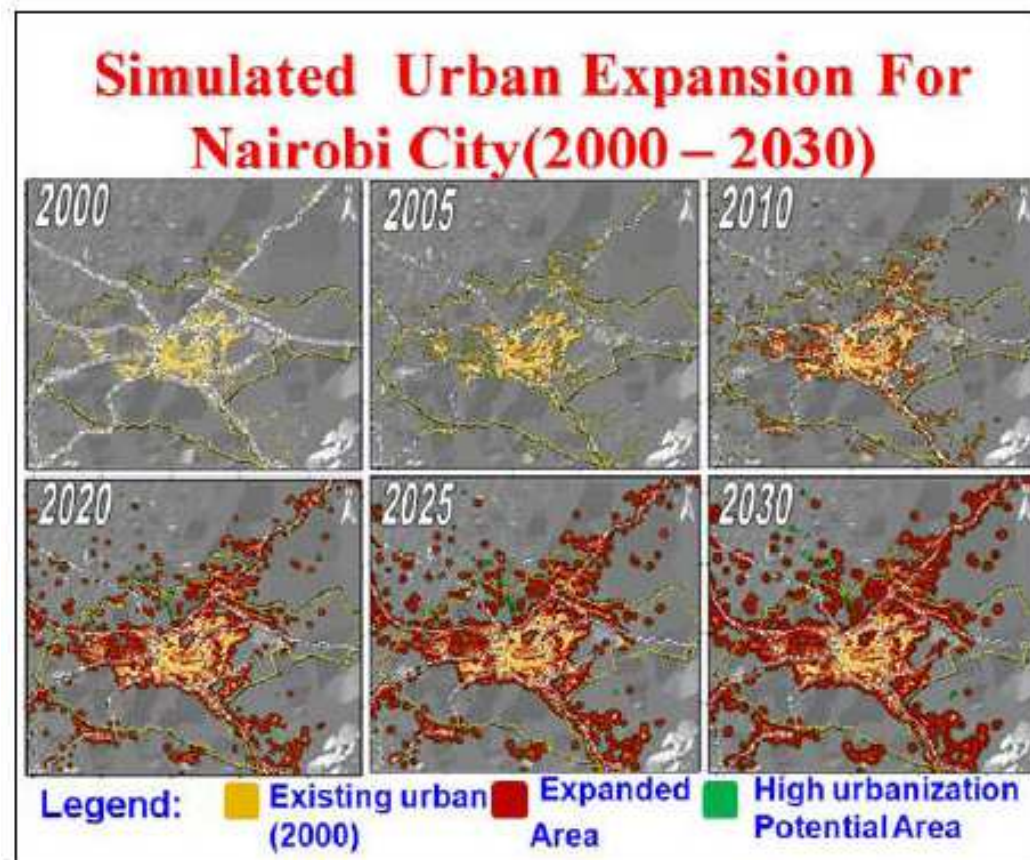 Simulated Urban Expansion For
Nairobi City(2000 – 2030)
2000
2005
2010
2020
2025
2030
Legend:
Existing urban
(2000)
Expanded
Area
High urbanization
Potential Area